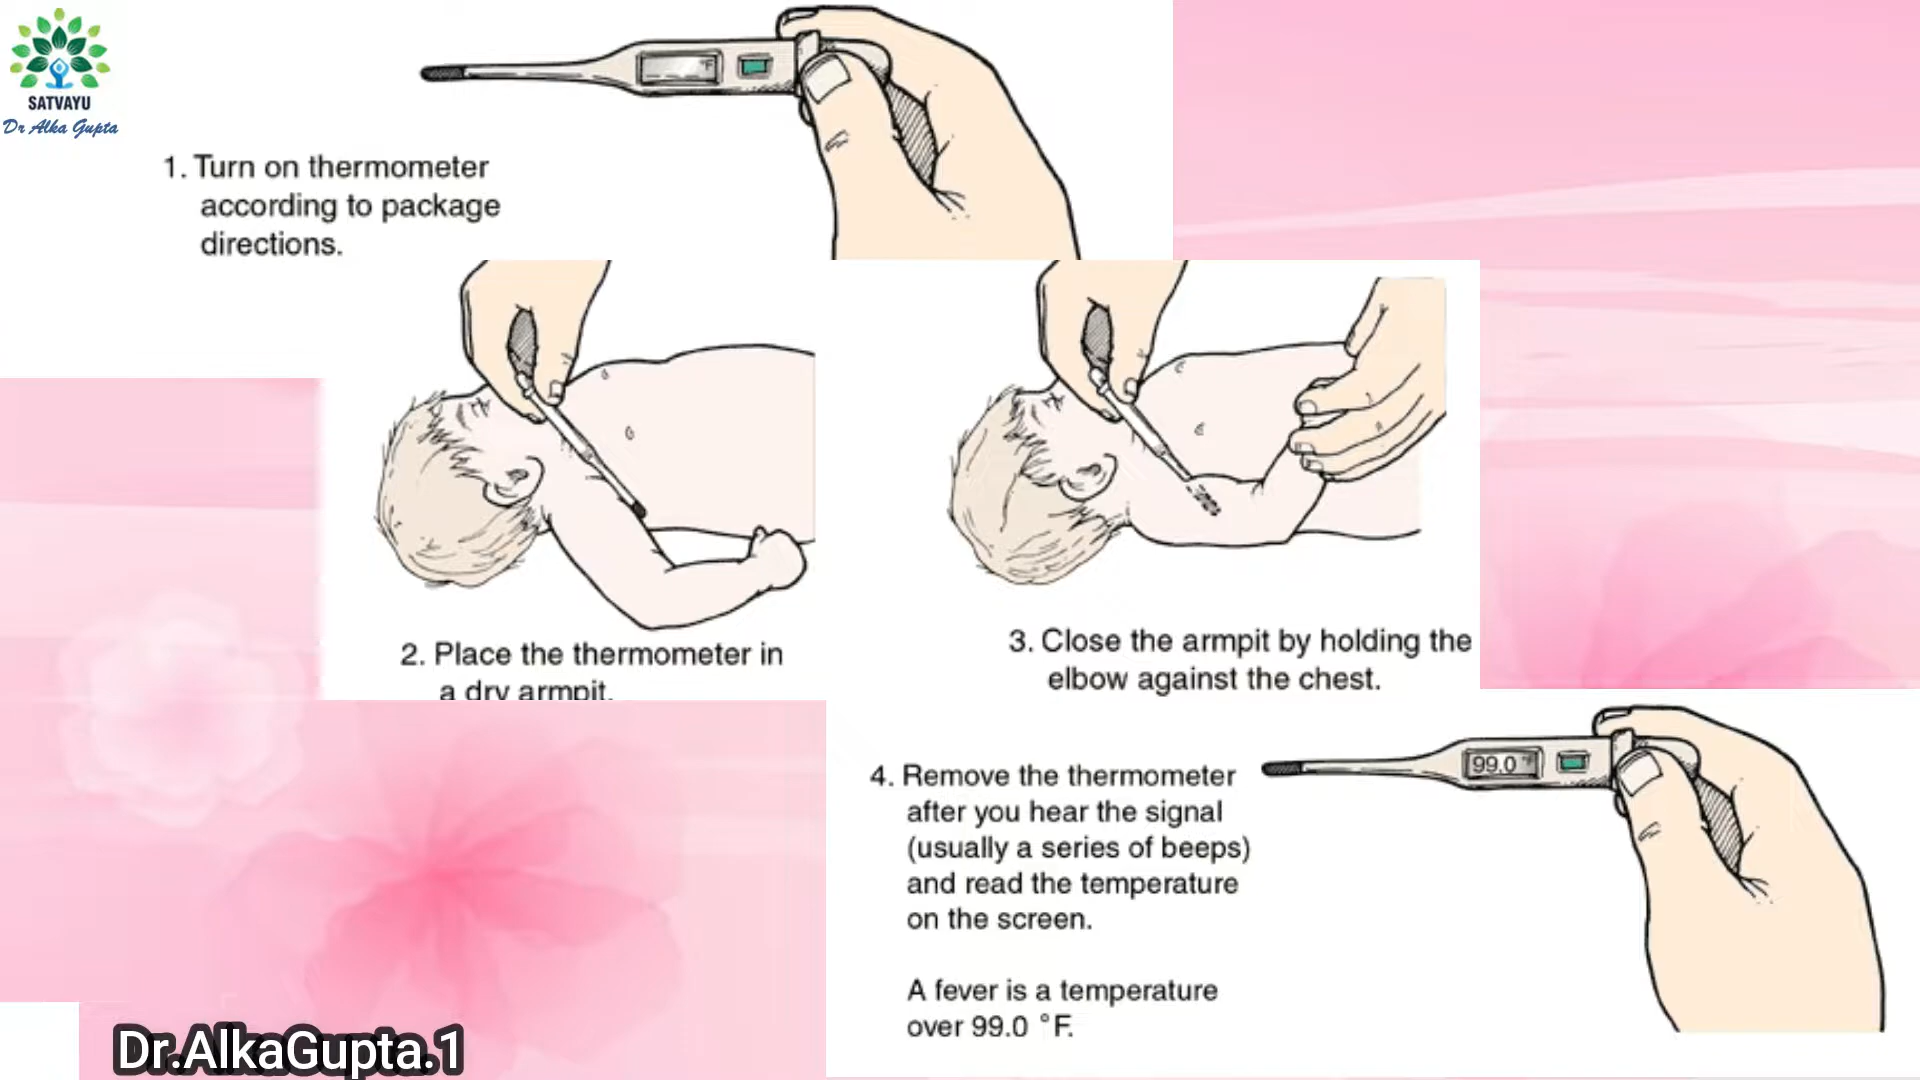 SATVAYU
Dr Alka Gupta
1. Turn on thermometer
according to package
directions.
°F
2. Place the thermometer in
a dry armpit.
3. Close the armpit by holding the
elbow against the chest.
4. Remove the thermometer
after you hear the signal
(usually a series of beeps)
and read the temperature
on the screen.
99.0 °F
A fever is a temperature
over 99.0 °F.
Dr.AlkaGupta.1